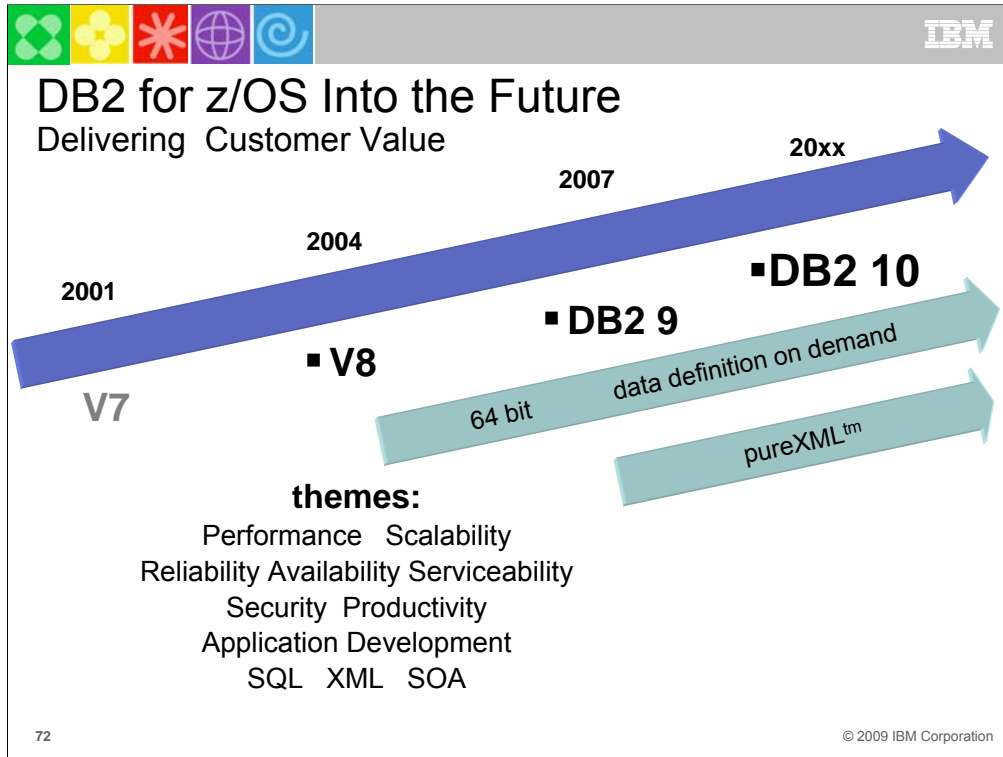 IBM
DB2 for z/OS Into the Future
Delivering Customer Value
20xx
2007
2004
2001
▪DB2 10
▪ DB2 9
▪ V8
V7
64 bit data definition on demand
pureXMLtm
themes:
Performance Scalability
Reliability Availability Serviceability
Security Productivity
Application Development
SQL XML SOA
72
© 2009 IBM Corporation